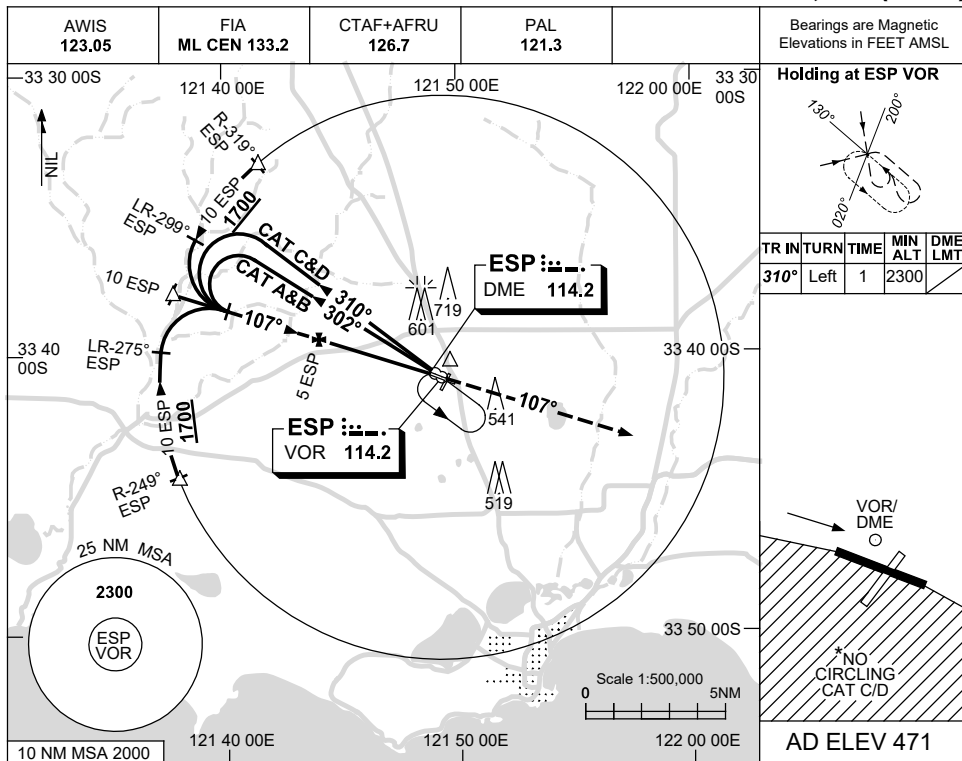 AWIS
123.05
FIA
ML CEN 133.2
CTAF+AFRU
126.7
PAL
121.3
Bearings are Magnetic
Elevations in FEET AMSL
33 30 00S
121 40 00E
121 50 00E
122 00 00E
33 30
00S
NIL
R-319°
ESP
10 ESP
1700
LR-299°
ESP
CAT C&D
310°
CAT A&B
302°
10 ESP
107°
5 ESP
LR-275°
ESP
10 ESP
1700
R-249°
ESP
601
719
ESP
DME 114.2
33 40
00S
33 40 00S
107°
541
ESP
VOR 114.2
519
25 NM MSA
2300
ESP
VOR
33 50 00S
Scale 1:500,000
0 5NM
10 NM MSA 2000
121 40 00E
121 50 00E
122 00 00E
Holding at ESP VOR
130°
200°
020°
TR IN TURN TIME MIN ALT DME LMT
310° Left 1 2300
VOR/
DME
*NO
CIRCLING
CAT C/D
AD ELEV 471